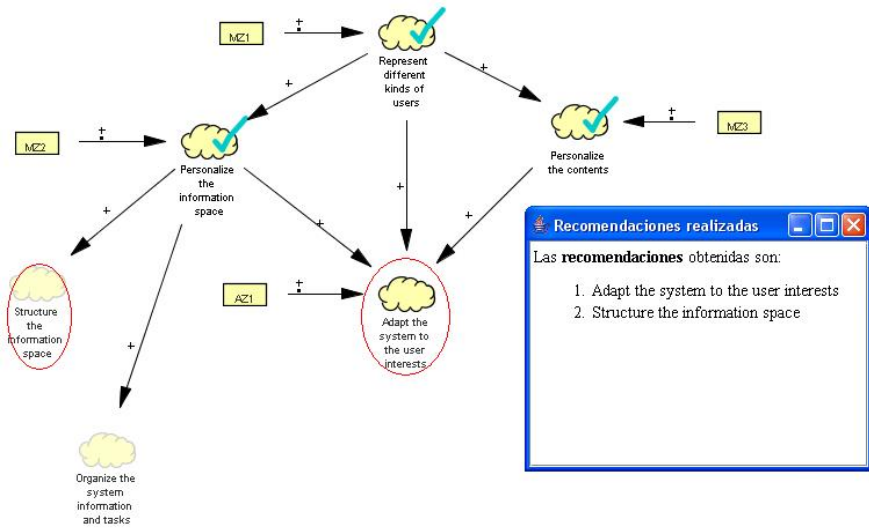 MZ1
+
Represent
different
kinds of
users
+
+
MZ2
+
Personalize
the
information
space
Personalize
the contents
+
MZ3
+
+
+
+
Structure
the
information
space
AZ1
+
Adapt the
system to
the user
interests
+
Organize the
system
information
and tasks
Recomendaciones realizadas
Las recomendaciones obtenidas son:
1. Adapt the system to the user interests
2. Structure the information space